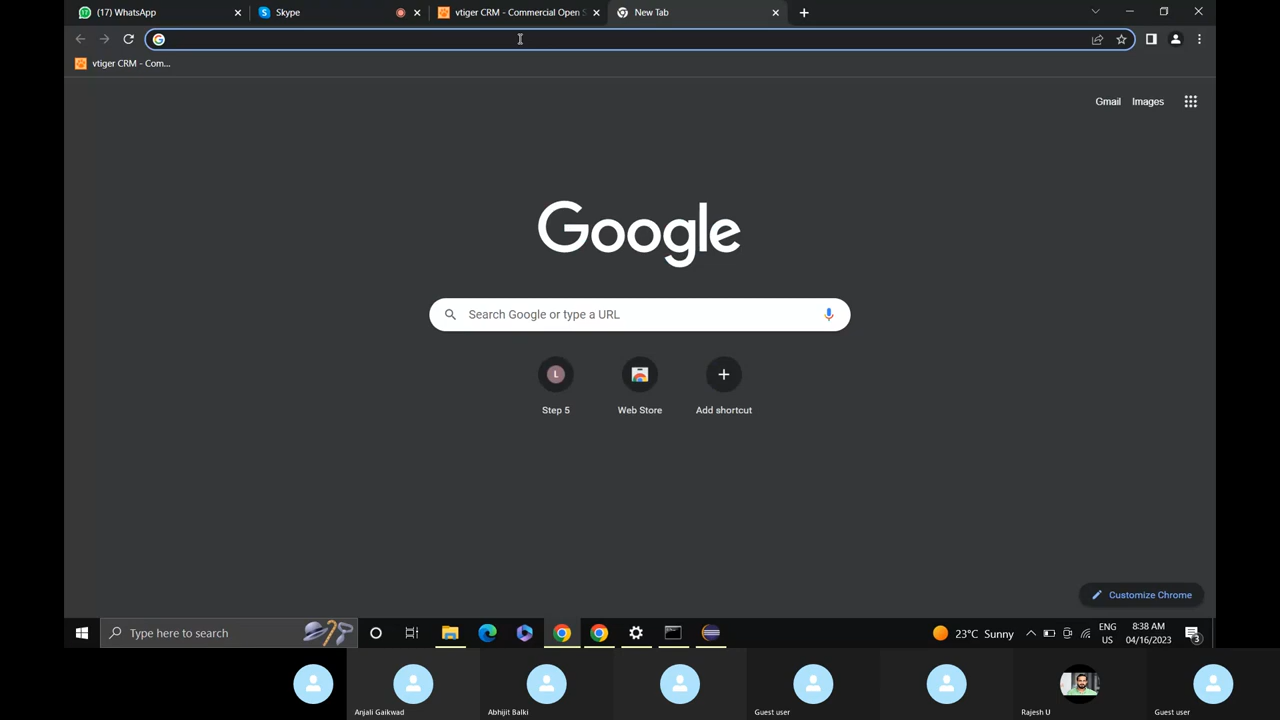 (17) WhatsApp
Skype
vtiger CRM - Commercial Open S
New Tab
vtiger CRM - Com...
Gmail
Images
Google
Search Google or type a URL
L
Step 5
Web Store
Add shortcut
Customize Chrome
Type here to search
23°C Sunny
ENG
US
8:38 AM
04/16/2023
3
Anjali Gaikwad
Abhijit Balki
Guest user
Rajesh U
Guest user